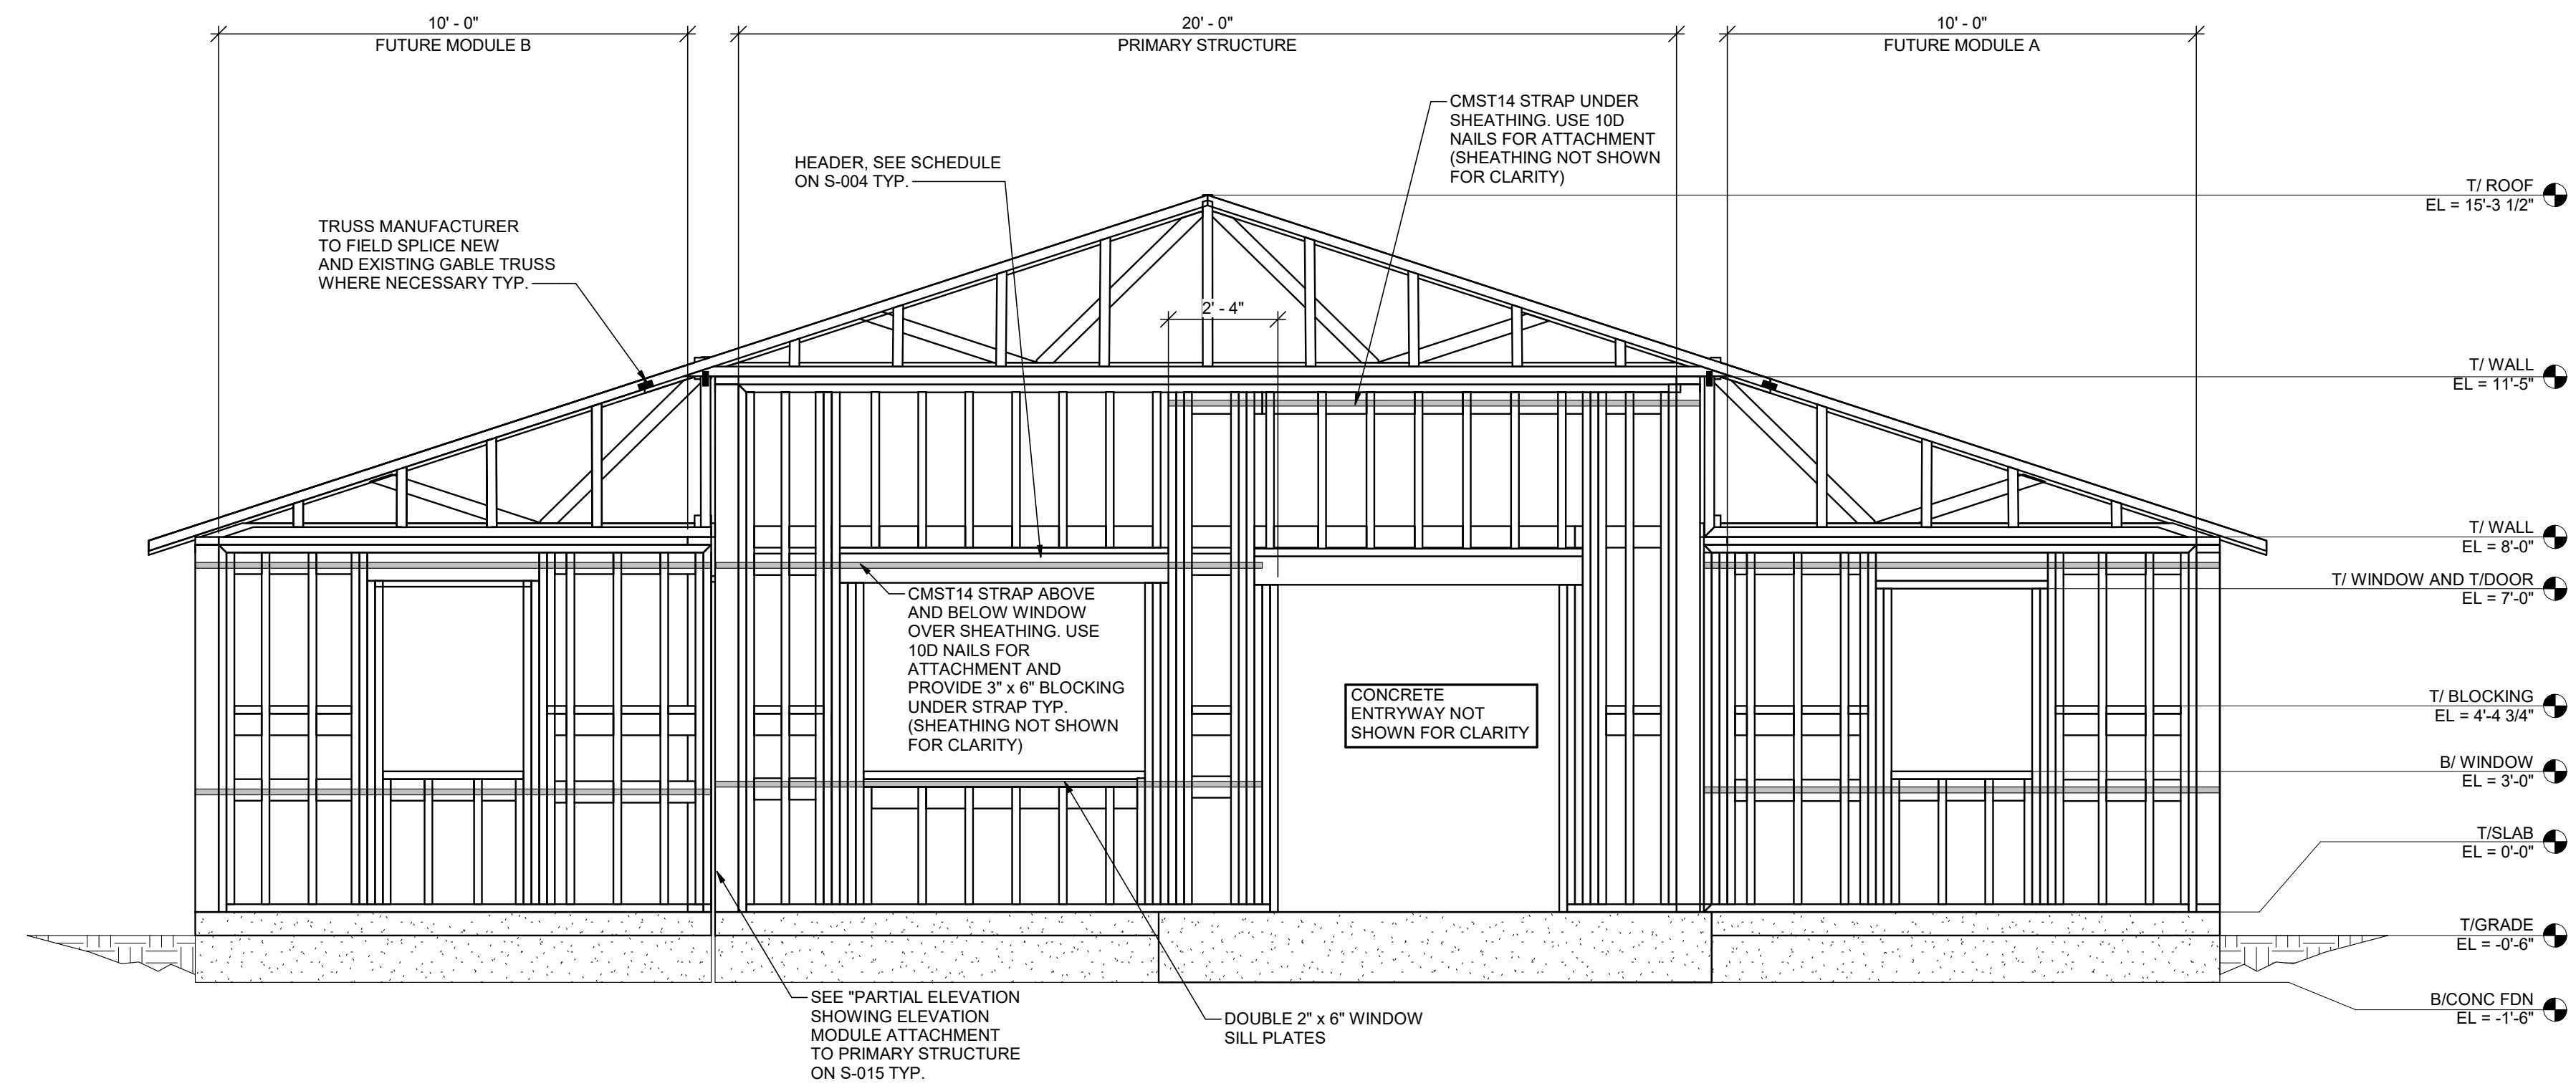 10' - 0"
FUTURE MODULE B
20' - 0"
PRIMARY STRUCTURE
10' - 0"
FUTURE MODULE A
CMST14 STRAP UNDER
SHEATHING. USE 10D
NAILS FOR ATTACHMENT
(SHEATHING NOT SHOWN
FOR CLARITY)
HEADER, SEE SCHEDULE
ON S-004 TYP.
TRUSS MANUFACTURER
TO FIELD SPLICE NEW
AND EXISTING GABLE TRUSS
WHERE NECESSARY TYP.
2' - 4"
T/ ROOF
EL = 15'-3 1/2"
T/ WALL
EL = 11'-5"
T/ WALL
EL = 8'-0"
T/ WINDOW AND T/DOOR
EL = 7'-0"
CMST14 STRAP ABOVE
AND BELOW WINDOW
OVER SHEATHING. USE
10D NAILS FOR
ATTACHMENT AND
PROVIDE 3" x 6" BLOCKING
UNDER STRAP TYP.
(SHEATHING NOT SHOWN
FOR CLARITY)
CONCRETE
ENTRYWAY NOT
SHOWN FOR CLARITY
T/ BLOCKING
EL = 4'-4 3/4"
B/ WINDOW
EL = 3'-0"
T/SLAB
EL = 0'-0"
T/GRADE
EL = -0'-6"
B/CONC FDN
EL = -1'-6"
SEE "PARTIAL ELEVATION
SHOWING ELEVATION
MODULE ATTACHMENT
TO PRIMARY STRUCTURE
ON S-015 TYP.
DOUBLE 2" x 6" WINDOW
SILL PLATES